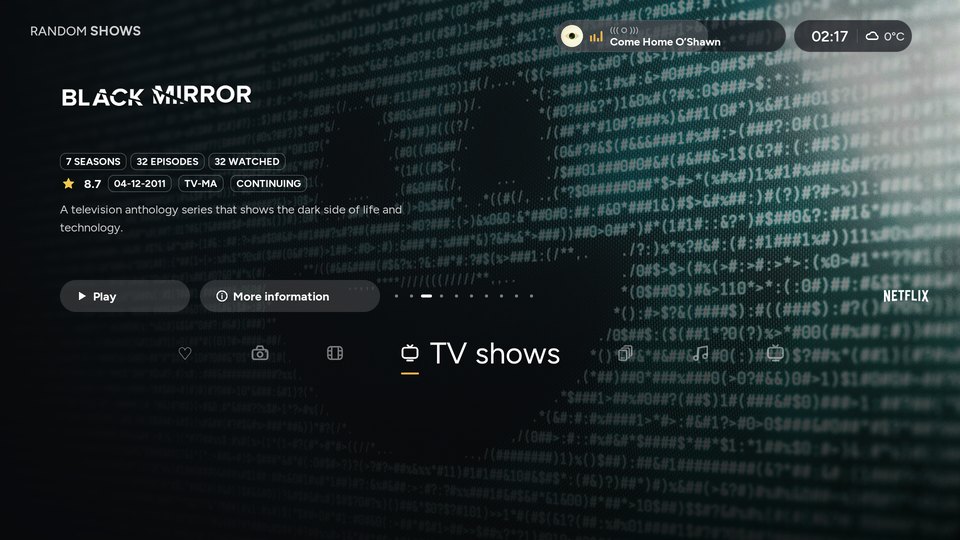 RANDOM SHOWS
((( O )))
Come Home O'Shawn
02:17
0°C
BLACK MIRROR
7 SEASONS
32 EPISODES
32 WATCHED
8.7
04-12-2011
TV-MA
CONTINUING
A television anthology series that shows the dark side of life and
technology.
Play
More information
NETFLIX
TV shows